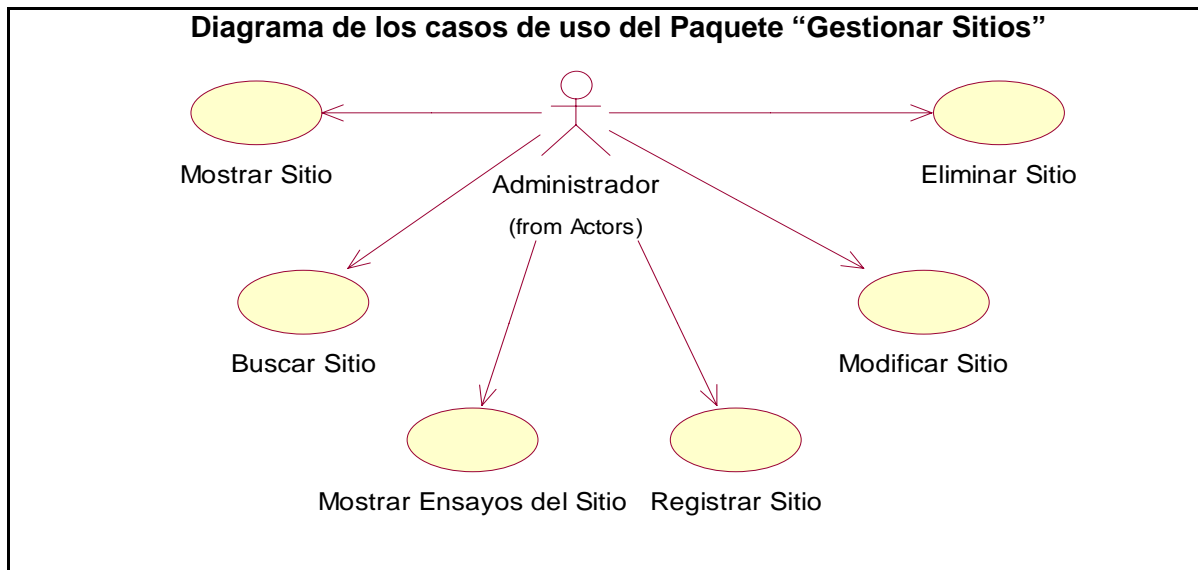 Diagrama de los casos de uso del Paquete “Gestionar Sitios”
Mostrar Sitio
Administrador
(from Actors)
Eliminar Sitio
Buscar Sitio
Modificar Sitio
Mostrar Ensayos del Sitio
Registrar Sitio